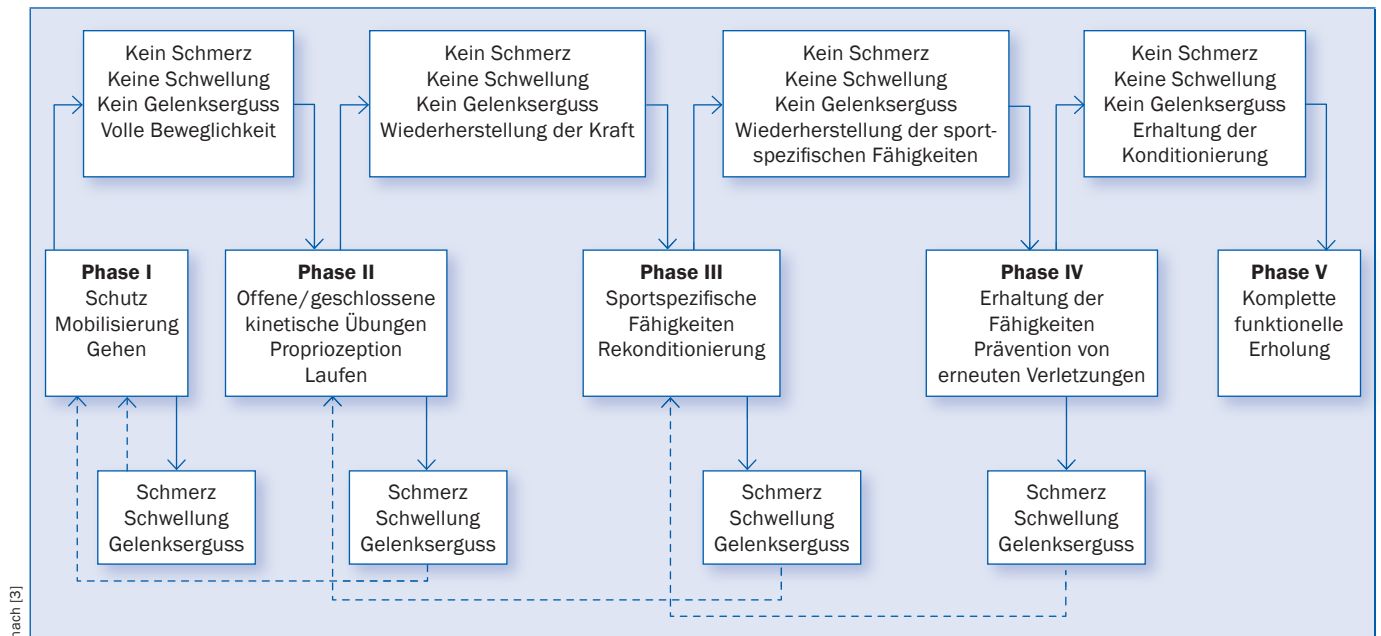 Kein Schmerz
Keine Schwellung
Kein Gelenkserguss
Volle Beweglichkeit
Kein Schmerz
Keine Schwellung
Kein Gelenkserguss
Wiederherstellung der Kraft
Kein Schmerz
Keine Schwellung
Kein Gelenkserguss
Wiederherstellung der sport-
spezifischen Fähigkeiten
Kein Schmerz
Keine Schwellung
Kein Gelenkserguss
Erhaltung der
Konditionierung
Phase I
Schutz
Mobilisierung
Gehen
Phase II
Offene/geschlossene
kinetische Übungen
Propriozeption
Laufen
Phase III
Sportspezifische
Fähigkeiten
Rekonditionierung
Phase IV
Erhaltung der
Fähigkeiten
Prävention von
erneuten Verletzungen
Phase V
Komplette
funktionelle
Erholung
Schmerz
Schwellung
Gelenkserguss
Schmerz
Schwellung
Gelenkserguss
Schmerz
Schwellung
Gelenkserguss
Schmerz
Schwellung
Gelenkserguss
nach [3]